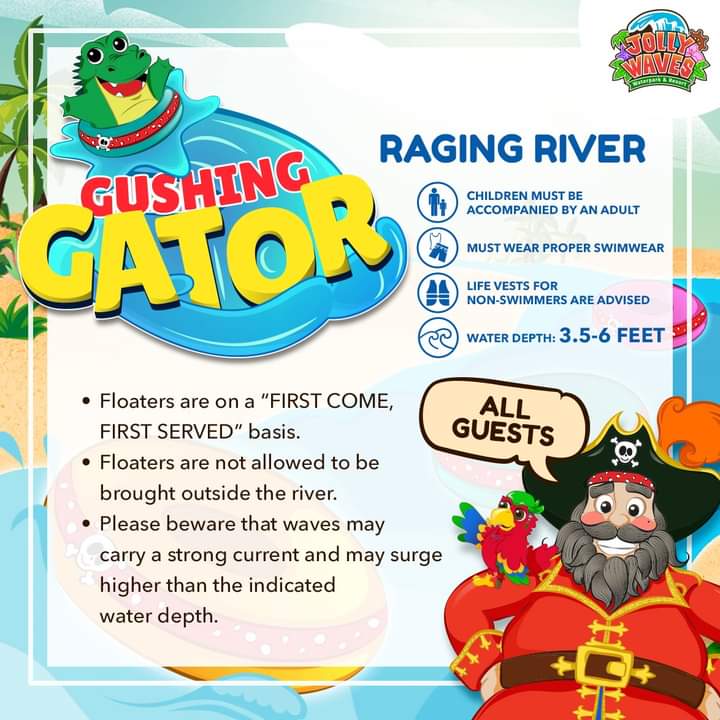 JOLLY
WAVES
Waterpark & Resort
GUSHING
GATOR
RAGING RIVER
CHILDREN MUST BE
ACCOMPANIED BY AN ADULT
MUST WEAR PROPER SWIMWEAR
LIFE VESTS FOR
NON-SWIMMERS ARE ADVISED
WATER DEPTH: 3.5-6 FEET
• Floaters are on a “FIRST COME,
FIRST SERVED” basis.
• Floaters are not allowed to be
brought outside the river.
• Please beware that waves may
carry a strong current and may surge
higher than the indicated
water depth.
ALL
GUESTS